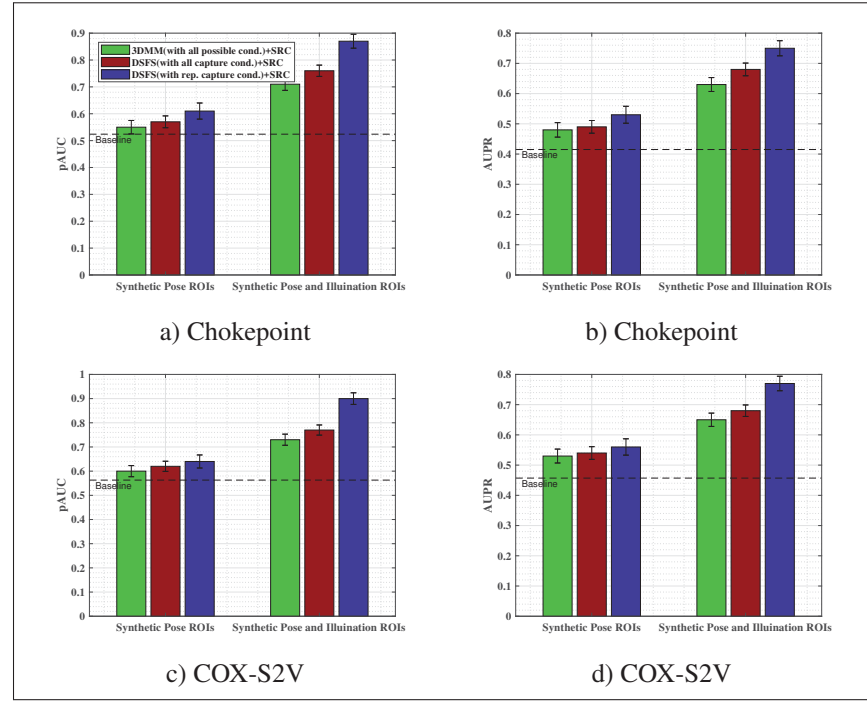 0.9
0.8
0.7
0.6
0.5
0.4
0.3
0.2
0.1
0
pAUC
3DMM(with all possible cond.)+SRC
DSFS(with all capture cond.)+SRC
DSFS(with rep. capture cond.)+SRC
Baseline
Synthetic Pose ROIs
Synthetic Pose and Illuination ROIs
a) Chokepoint
0.8
0.7
0.6
0.5
0.4
0.3
0.2
0.1
0
AUPR
Baseline
Synthetic Pose ROIs
Synthetic Pose and Illuination ROIs
b) Chokepoint
1
0.9
0.8
0.7
0.6
0.5
0.4
0.3
0.2
0.1
0
pAUC
Baseline
Synthetic Pose ROIs
Synthetic Pose and Illuination ROIs
c) COX-S2V
0.8
0.7
0.6
0.5
0.4
0.3
0.2
0.1
0
AUPR
Baseline
Synthetic Pose ROIs
Synthetic Pose and Illuination ROIs
d) COX-S2V